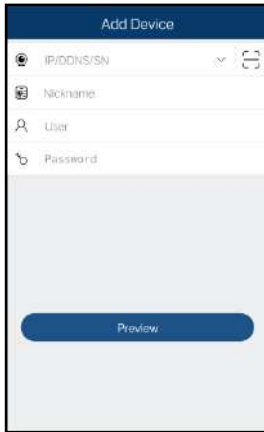 Add Device
IP/DDNS/SN
Nickname
User
Password
Preview